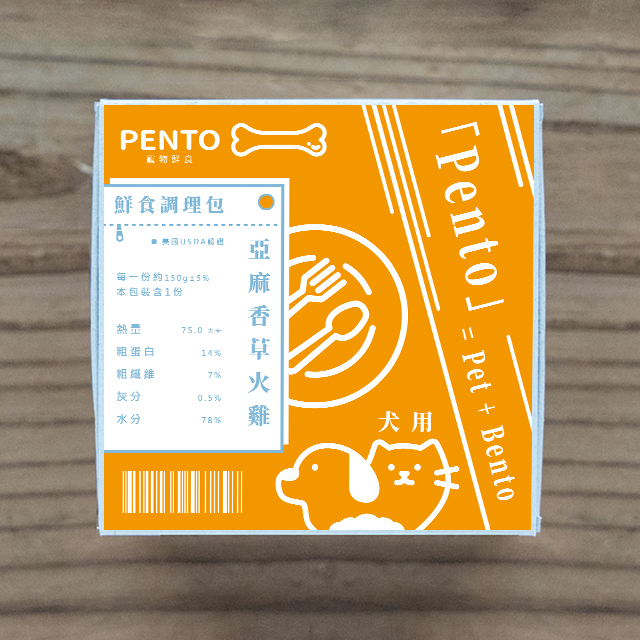 PENTO
寵物鮮食
鮮食調理包
美國USDA認證
亞麻香草火雞
每一份約150g±5%
本包裝含1份
熱量 75.0 大卡
粗蛋白 14%
粗纖維 7%
灰分 0.5%
水分 78%
犬用
「pento」= Pet + Bento